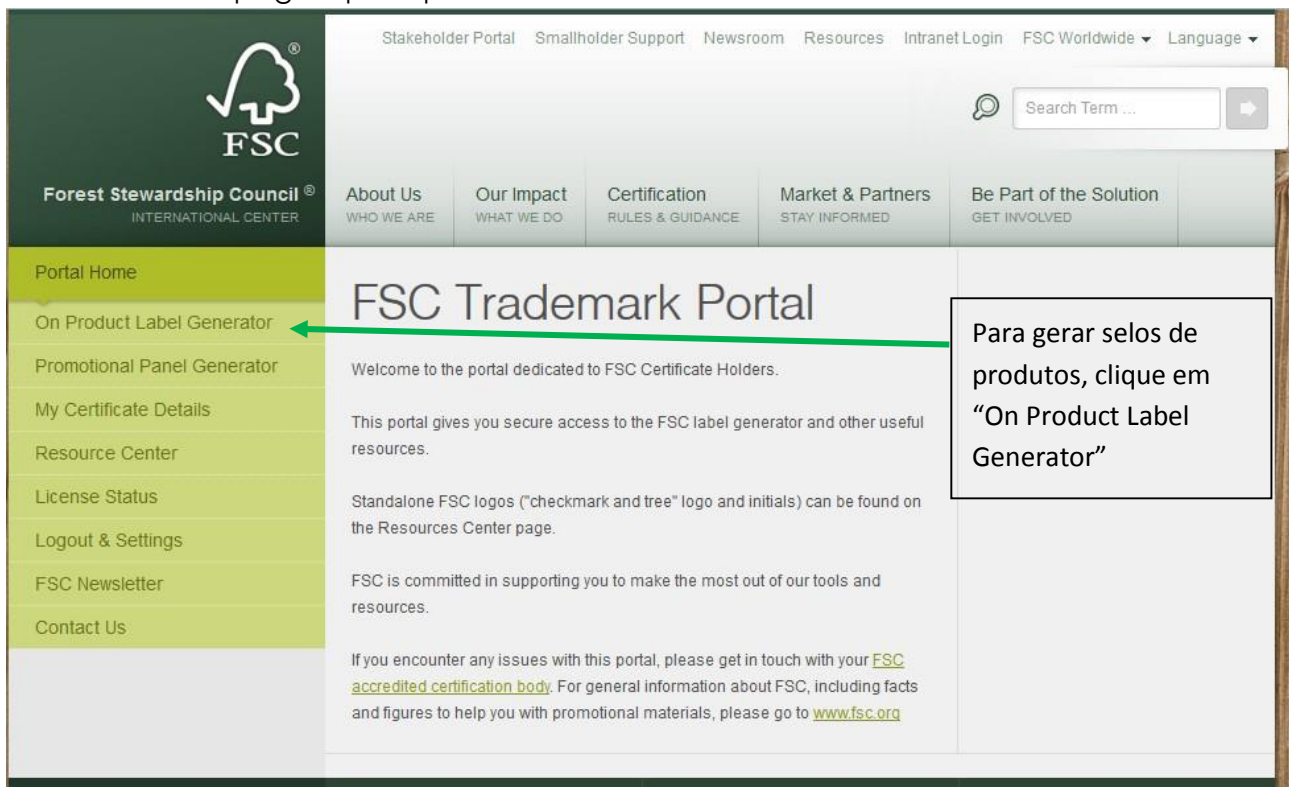 Stakeholder Portal Smallholder Support Newsroom Resources Intranet Login FSC Worldwide Language
®
FSC
Search Term ...
Forest Stewardship Council ®
INTERNATIONAL CENTER
About Us
WHO WE ARE
Our Impact
WHAT WE DO
Certification
RULES & GUIDANCE
Market & Partners
STAY INFORMED
Be Part of the Solution
GET INVOLVED
Portal Home
On Product Label Generator
Promotional Panel Generator
My Certificate Details
Resource Center
License Status
Logout & Settings
FSC Newsletter
Contact Us
FSC Trademark Portal
Welcome to the portal dedicated to FSC Certificate Holders.
This portal gives you secure access to the FSC label generator and other useful
resources.
Standalone FSC logos ("checkmark and tree" logo and initials) can be found on
the Resources Center page.
FSC is committed in supporting you to make the most out of our tools and
resources.
If you encounter any issues with this portal, please get in touch with your FSC
accredited certification body. For general information about FSC, including facts
and figures to help you with promotional materials, please go to www.fsc.org
Para gerar selos de
produtos, clique em
“On Product Label
Generator”